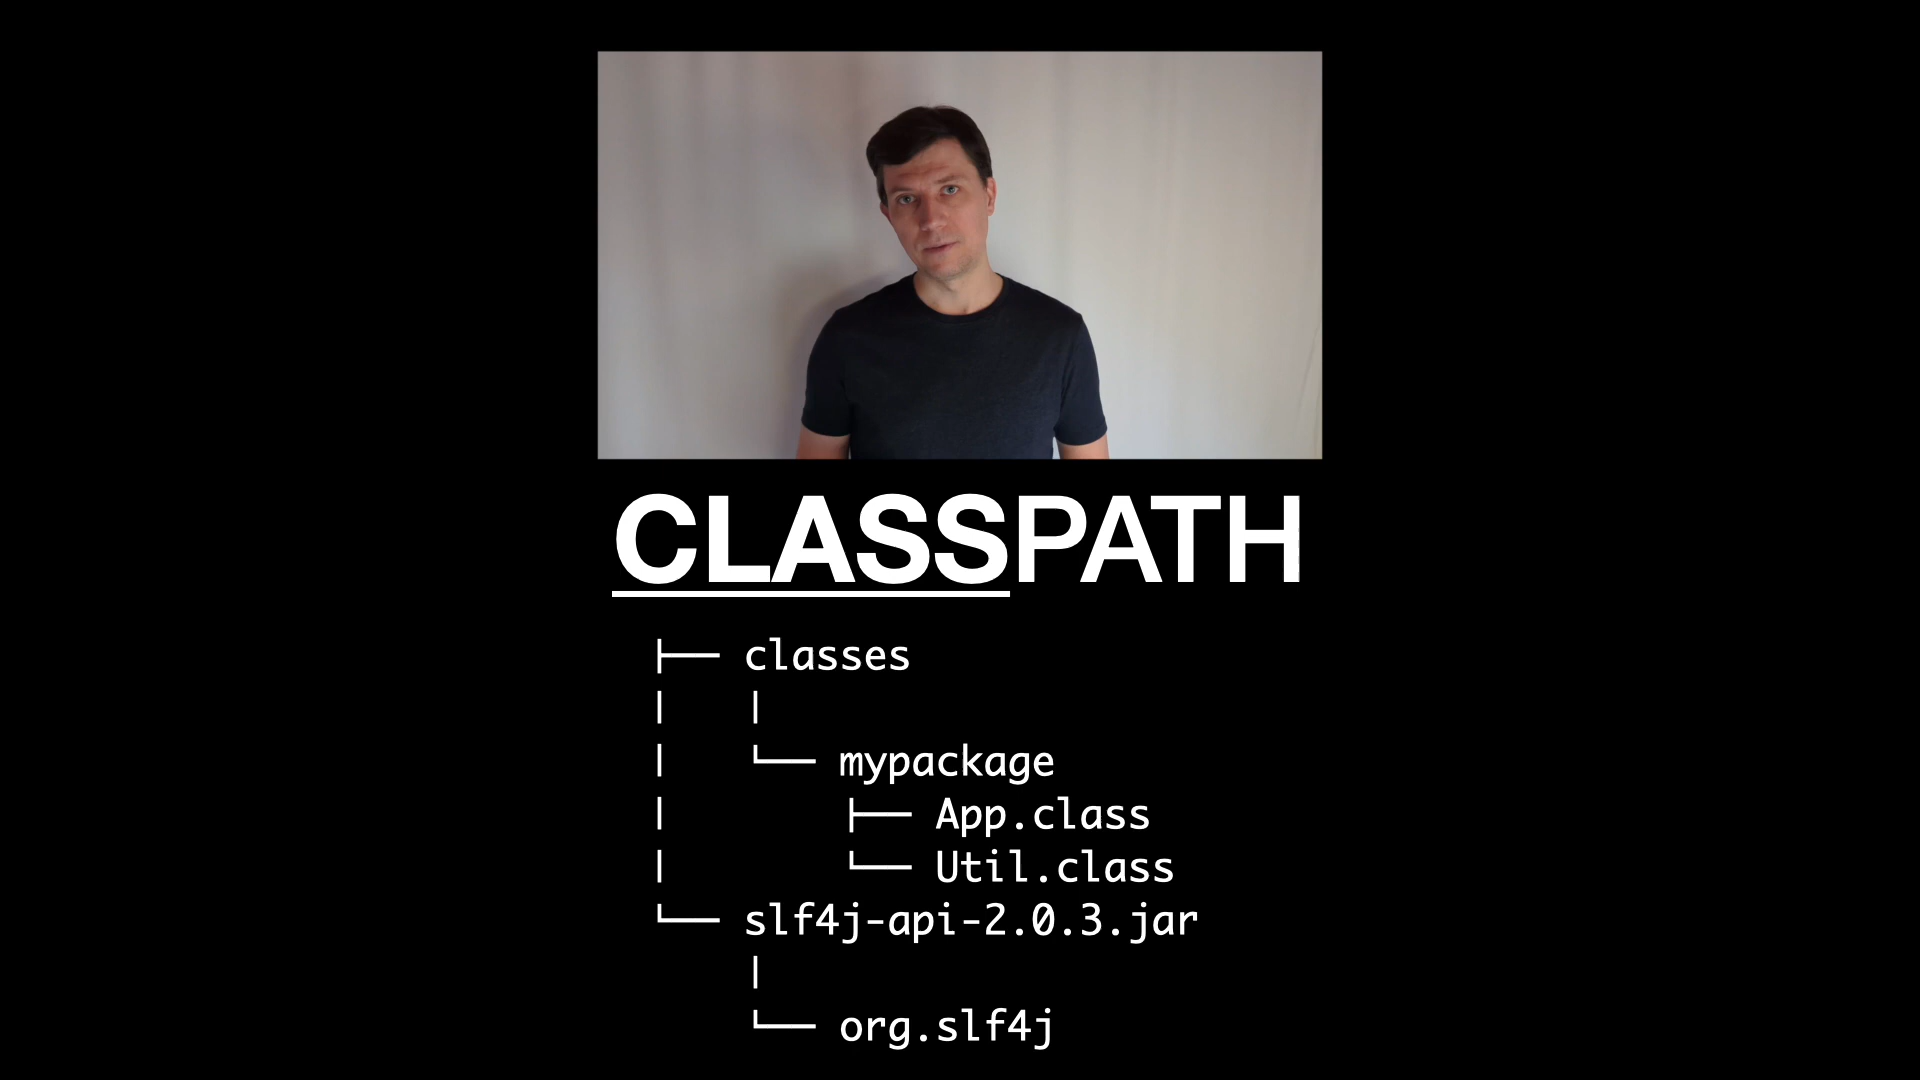 CLASSPATH
├── classes
│   |
│   └── mypackage
│       ├── App.class
│       └── Util.class
└── slf4j-api-2.0.3.jar
    |
    └── org.slf4j